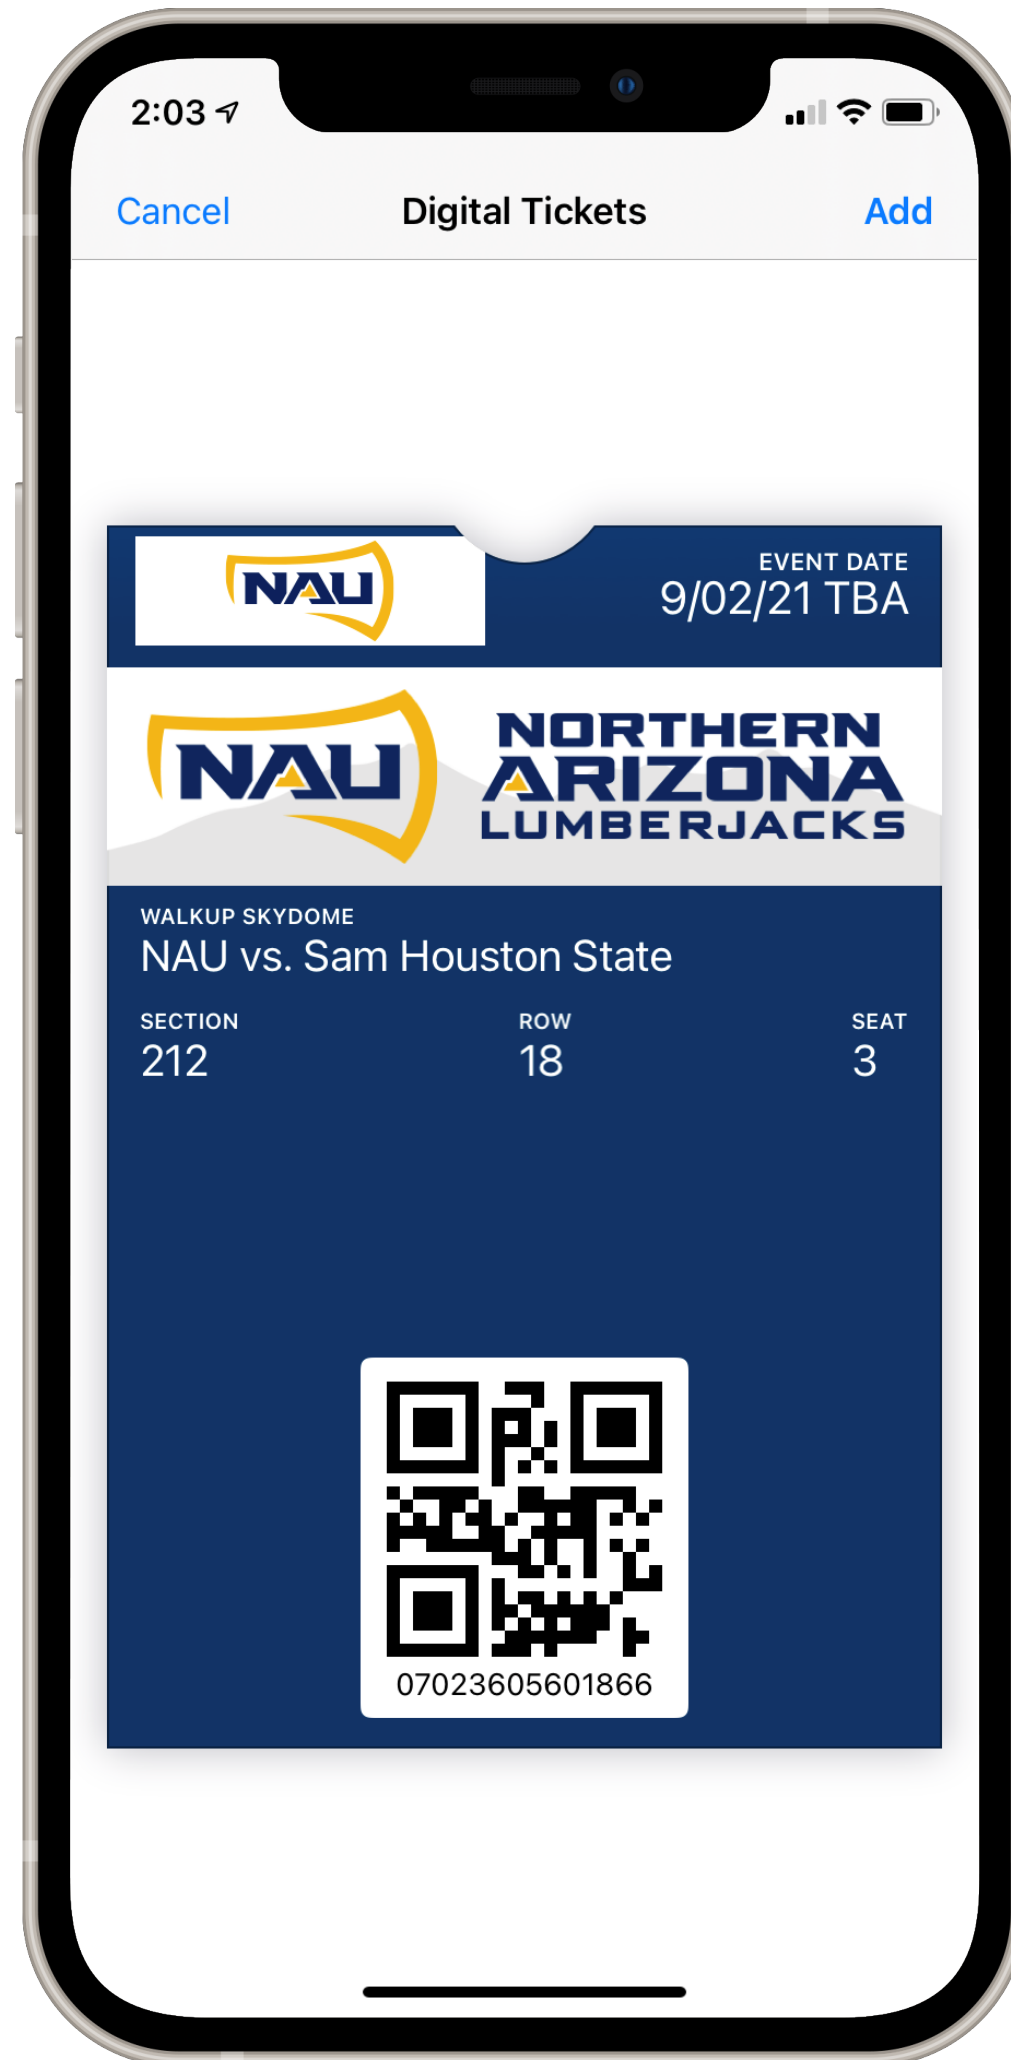 2:03
Cancel
Digital Tickets
Add
NAU
EVENT DATE
9/02/21 TBA
NAU
NORTHERN
ARIZONA
LUMBERJACKS
WALKUP SKYDOME
NAU vs. Sam Houston State
SECTION
ROW
SEAT
212
18
3
07023605601866